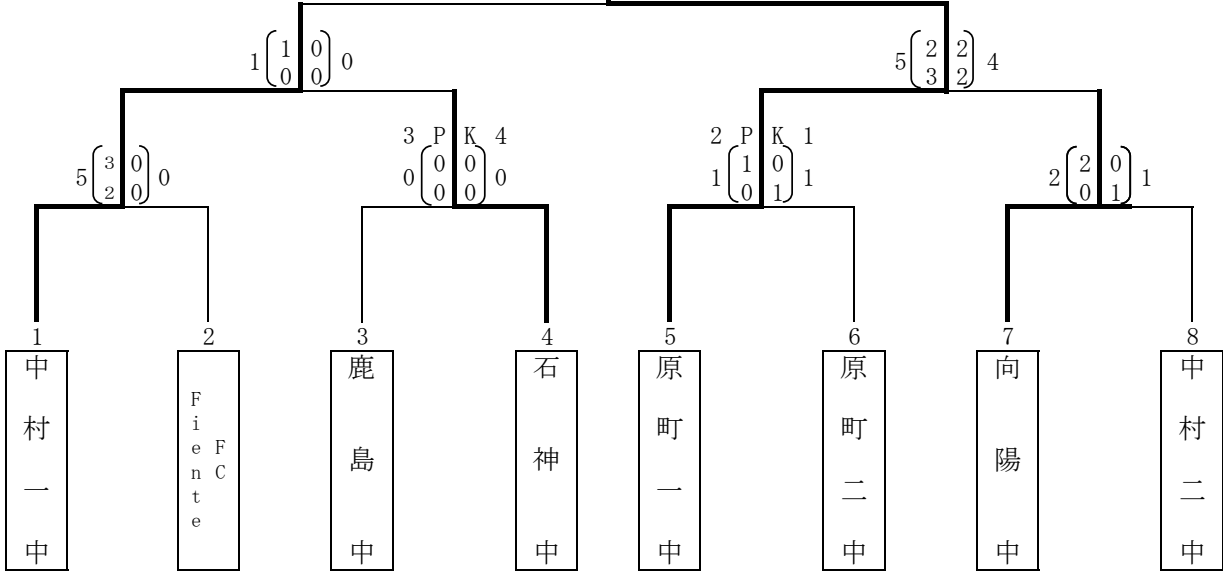 1 1 0 0
0 0
5 2 2 4
3 2
3 P K 4
2 P K 1
5 3 0 0
2 0
0 0 0 0
0 0
1 1 0 1
0 1
2 2 0 1
0 1
1 2 3 4 5 6 7 8
中村一中
Fiente
FC
鹿島中
石神中
原町一中
原町二中
向陽中
中村二中